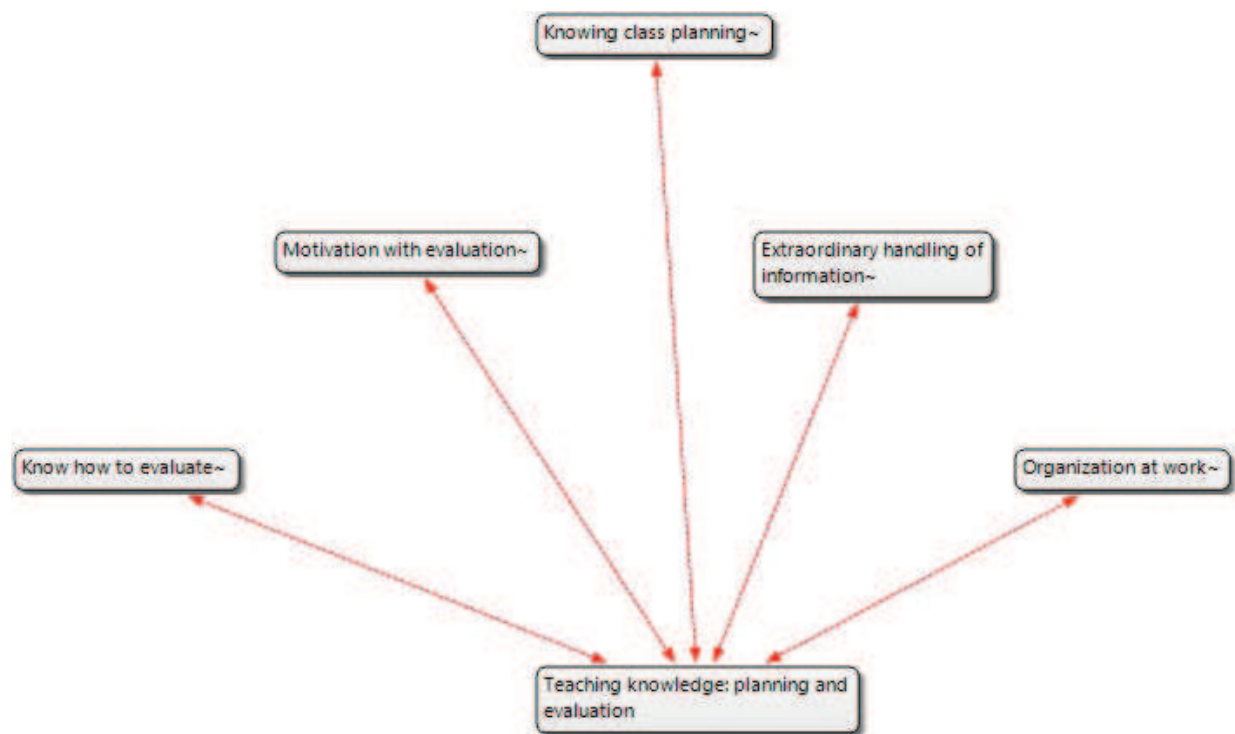 Knowing class planning~
Motivation with evaluation~
Extraordinary handling of
information~
Know how to evaluate~
Organization at work~
Teaching knowledge: planning and
evaluation